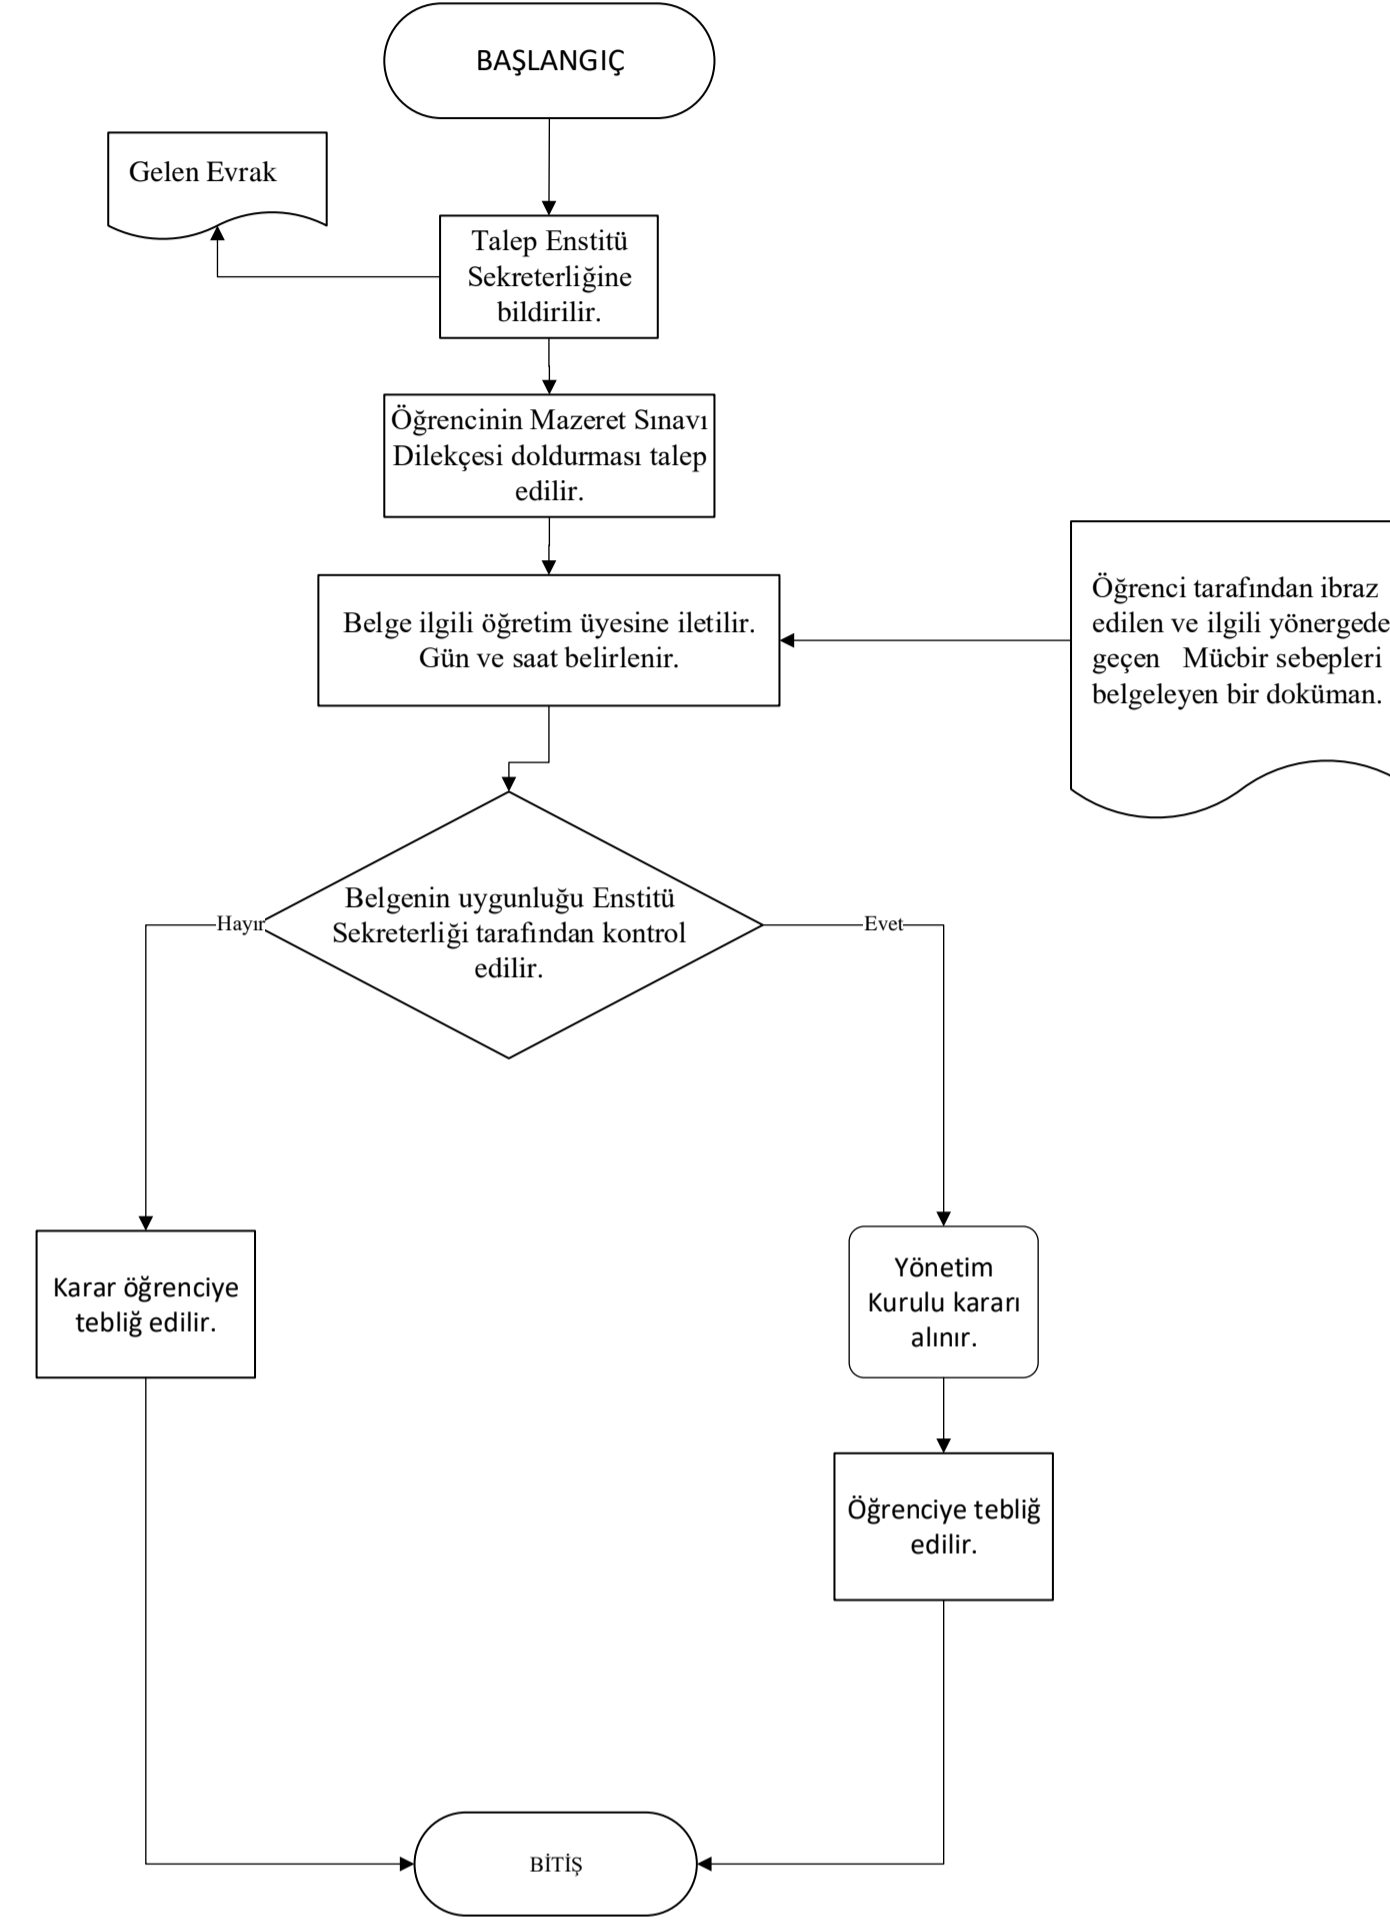 BAŞLANGIÇ
Gelen Evrak
Talep Enstitü
Sekreterliğine
bildirilir.
Öğrencinin Mazeret Sınavı
Dilekçesi doldurması talep
edilir.
Belge ilgili öğretim üyesine iletilir.
Gün ve saat belirlenir.
Öğrenci tarafından ibraz
edilen ve ilgili yönergede
geçen   Mücbir sebepleri
belgeleyen bir doküman.
Belgenin uygunluğu Enstitü
Sekreterliği tarafından kontrol
edilir.
Hayır
Evet
Karar öğrenciye
tebliğ edilir.
Yönetim
Kurulu kararı
alınır.
Öğrenciye tebliğ
edilir.
BİTİŞ